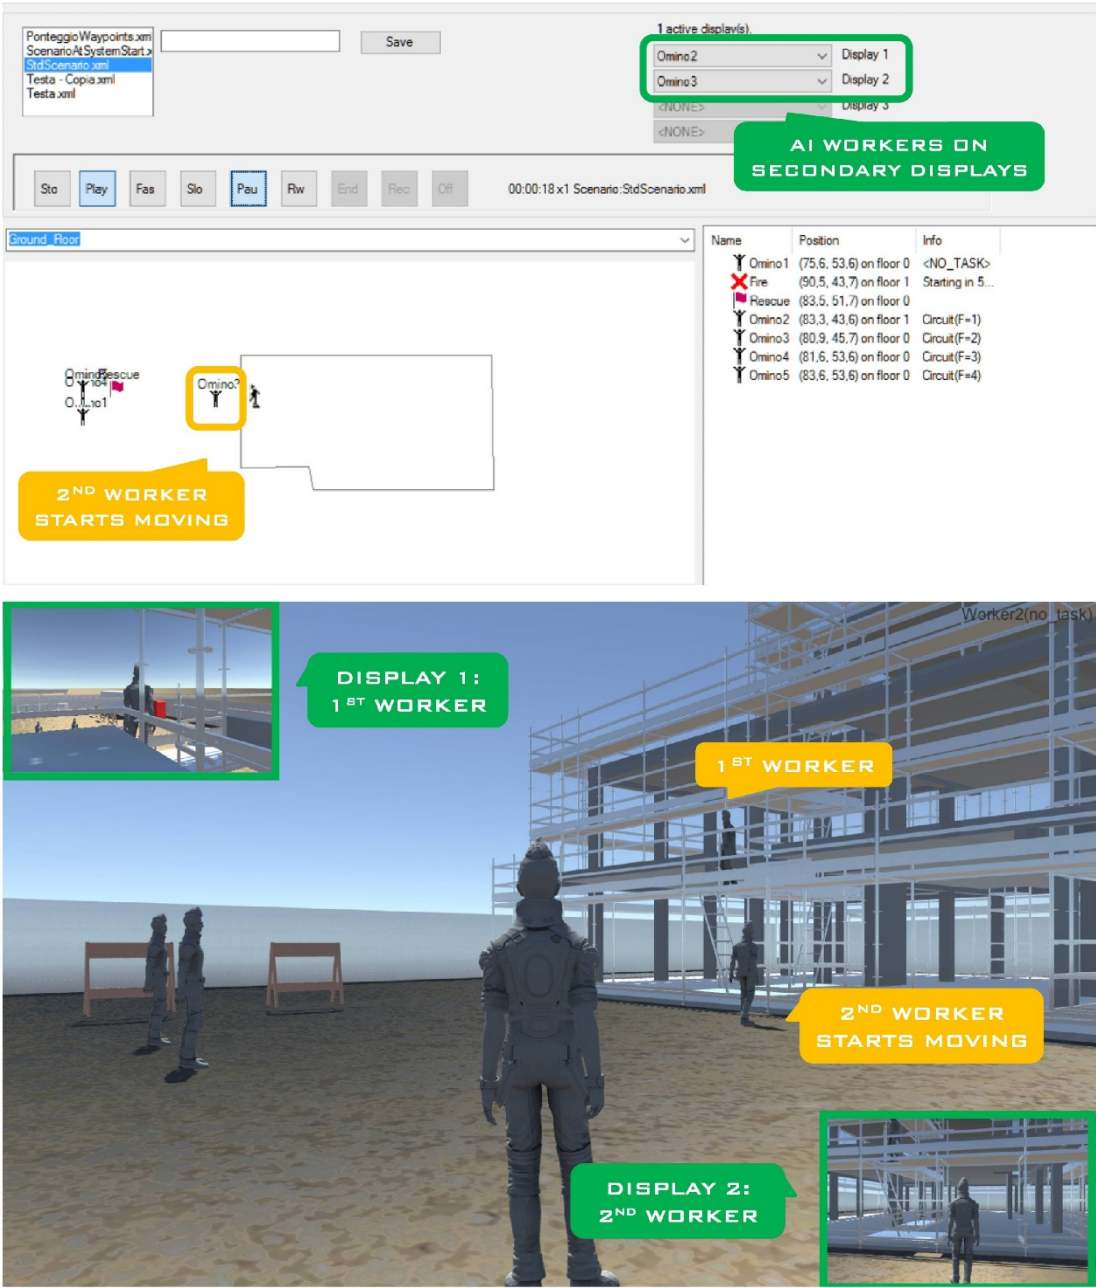 PonteggioWaypoints.xm
ScenarioAtSystemStart.x
StdScenario.xml
Testa - Copia.xml
Testa.xml
Save
1 active display(s).
Omino2 Display 1
Omino3 Display 2
<NONE> Display 3
<NONE>
AI WORKERS ON
SECONDARY DISPLAYS
Sto Play Fas Slo Pau Rw End Rec Off 00:00:18 x1 Scenario:StdScenario.xml
Ground_Floor
Name Position Info
Omino1 (75,6, 53,6) on floor 0 <NO_TASK>
Fire (90,5, 43,7) on floor 1 Starting in 5...
Rescue (83,5, 51,7) on floor 0
Omino2 (83,3, 43,6) on floor 1 Circuit(F=1)
Omino3 (80,9, 45,7) on floor 0 Circuit(F=2)
Omino4 (81,6, 53,6) on floor 0 Circuit(F=3)
Omino5 (83,6, 53,6) on floor 0 Circuit(F=4)
2ND WORKER
STARTS MOVING
Worker2(no_task)
DISPLAY 1:
1ST WORKER
1ST WORKER
2ND WORKER
STARTS MOVING
DISPLAY 2:
2ND WORKER